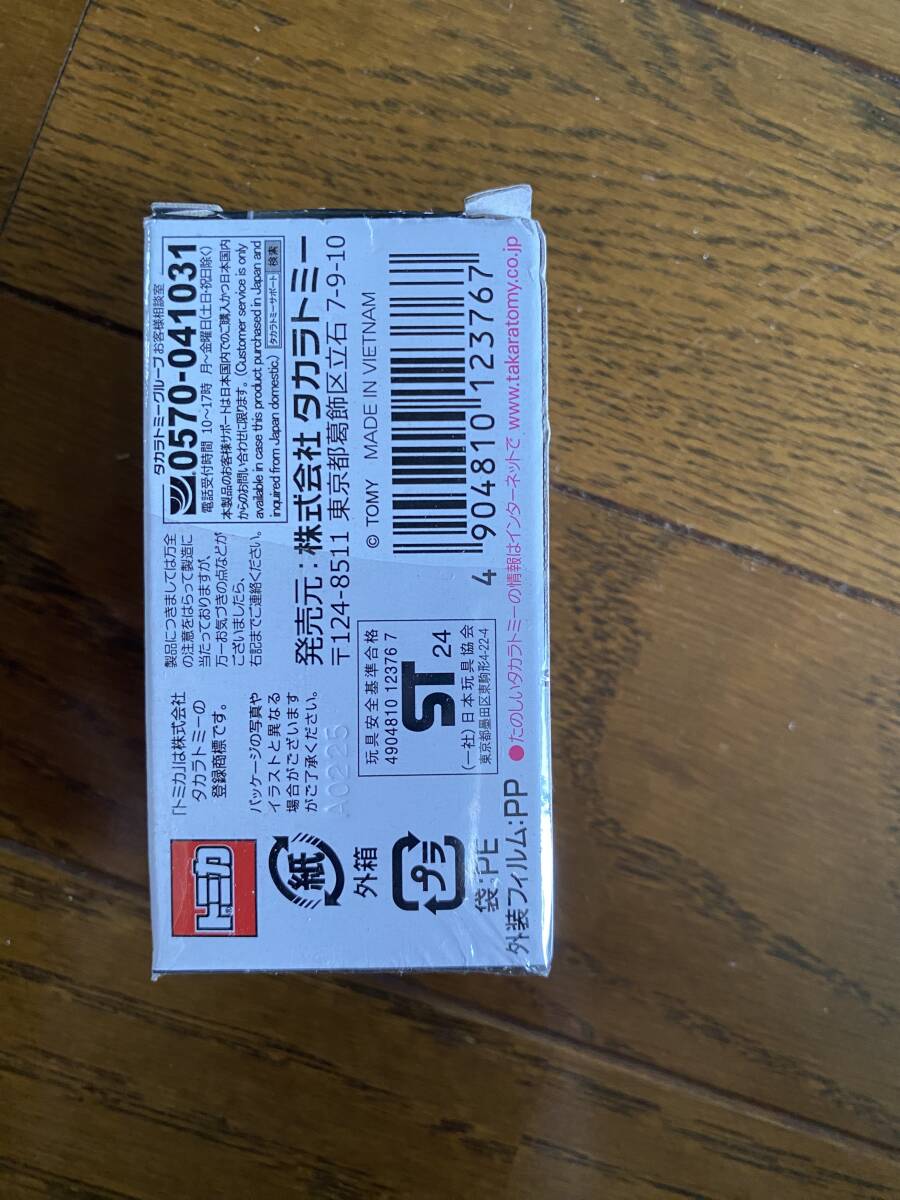 トミカ
®
「トミカ」は株式会社
タカラトミーの
登録商標です。
製品につきましては万全
の注意をはらって製造に
当たっておりますが、
万一お気づきの点などが
ございましたら、
右記までご連絡ください。
タカラトミーグループ お客様相談室
0570-041031
電話受付時間 10〜17時 月〜金曜日(土・日・祝日除く)
本製品のお客様サポートは日本国内でのご購入かつ日本国内
からのお問い合わせに限ります。(Customer service is only
available in case this product purchased in Japan and
inquired from Japan domestic.)
タカラトミーサポート 検索
紙
外箱
パッケージの写真や
イラストと異なる
場合がございます
がご了承ください。
A0225
発売元:株式会社 タカラトミー
〒124-8511 東京都葛飾区立石 7-9-10
© TOMY MADE IN VIETNAM
プラ
袋:PE
外装フィルム:PP
玩具安全基準合格
4904810 12376 7
ST 24
(一社)日本玩具協会
東京都墨田区東駒形4-22-4
4 904810 123767
●たのしいタカラトミーの情報はインターネットで www.takaratomy.co.jp